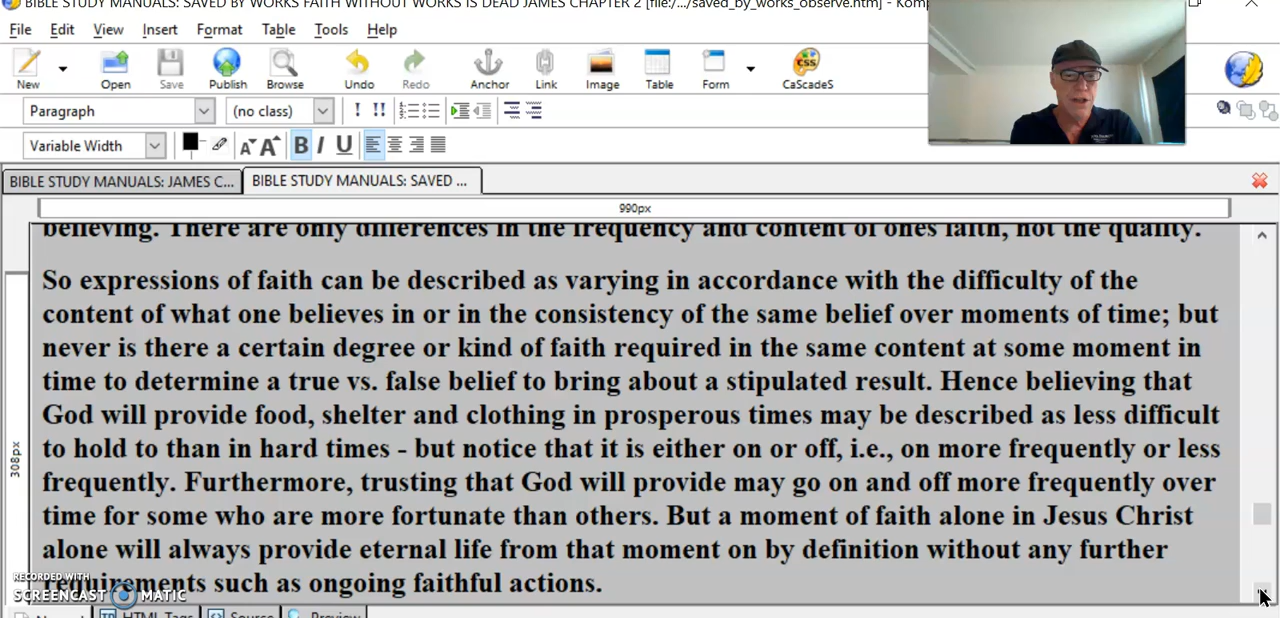 BIBLE STUDY MANUALS: SAVED BY WORKS FAITH WITHOUT WORKS IS DEAD JAMES CHAPTER 2 [file:/.../saved_by_works_observe.htm] -
File Edit View Insert Format Table Tools Help
New Open Save Publish Browse Undo Redo Anchor Link Image Table Form CaScadeS
Paragraph (no class) ! !!
Variable Width A A B I U
BIBLE STUDY MANUALS: JAMES C... BIBLE STUDY MANUALS: SAVED ...
990px
believing. There are only differences in the frequency and content of ones faith, not the quality.
So expressions of faith can be described as varying in accordance with the difficulty of the
content of what one believes in or in the consistency of the same belief over moments of time; but
never is there a certain degree or kind of faith required in the same content at some moment in
time to determine a true vs. false belief to bring about a stipulated result. Hence believing that
God will provide food, shelter and clothing in prosperous times may be described as less difficult
to hold to than in hard times - but notice that it is either on or off, i.e., on more frequently or less
308px
frequently. Furthermore, trusting that God will provide may go on and off more frequently over
time for some who are more fortunate than others. But a moment of faith alone in Jesus Christ
alone will always provide eternal life from that moment on by definition without any further
requirements such as ongoing faithful actions.
RECORDED WITH
SCREENCAST MATIC
HTML Tags Source Preview